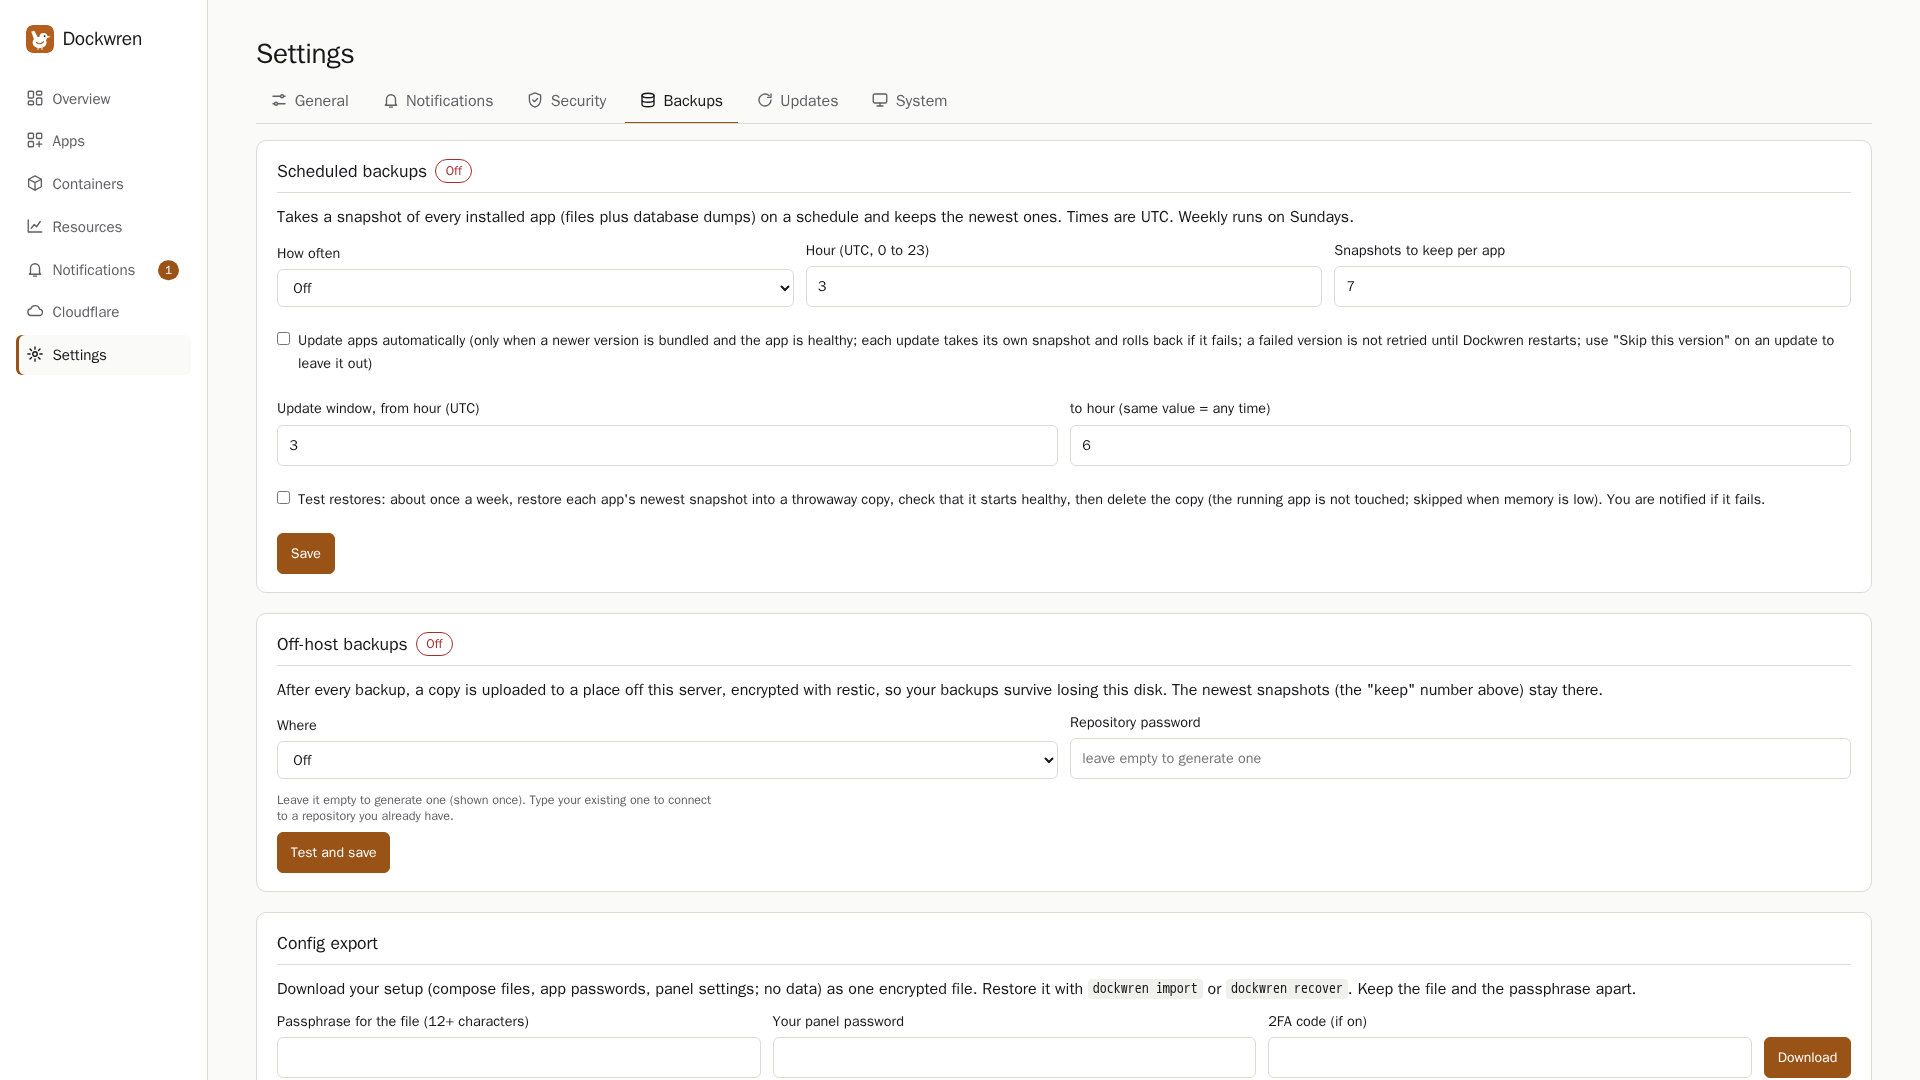 Dockwren
Overview
Apps
Containers
Resources
Notifications 1
Cloudflare
Settings
Settings
General Notifications Security Backups Updates System
Scheduled backups Off
Takes a snapshot of every installed app (files plus database dumps) on a schedule and keeps the newest ones. Times are UTC. Weekly runs on Sundays.
How often Hour (UTC, 0 to 23) Snapshots to keep per app
Off 3 7
Update apps automatically (only when a newer version is bundled and the app is healthy; each update takes its own snapshot and rolls back if it fails; a failed version is not retried until Dockwren restarts; use "Skip this version" on an update to
leave it out)
Update window, from hour (UTC) to hour (same value = any time)
3 6
Test restores: about once a week, restore each app's newest snapshot into a throwaway copy, check that it starts healthy, then delete the copy (the running app is not touched; skipped when memory is low). You are notified if it fails.
Save
Off-host backups Off
After every backup, a copy is uploaded to a place off this server, encrypted with restic, so your backups survive losing this disk. The newest snapshots (the "keep" number above) stay there.
Where Repository password
Off leave empty to generate one
Leave it empty to generate one (shown once). Type your existing one to connect
to a repository you already have.
Test and save
Config export
Download your setup (compose files, app passwords, panel settings; no data) as one encrypted file. Restore it with dockwren import or dockwren recover. Keep the file and the passphrase apart.
Passphrase for the file (12+ characters) Your panel password 2FA code (if on)
Download